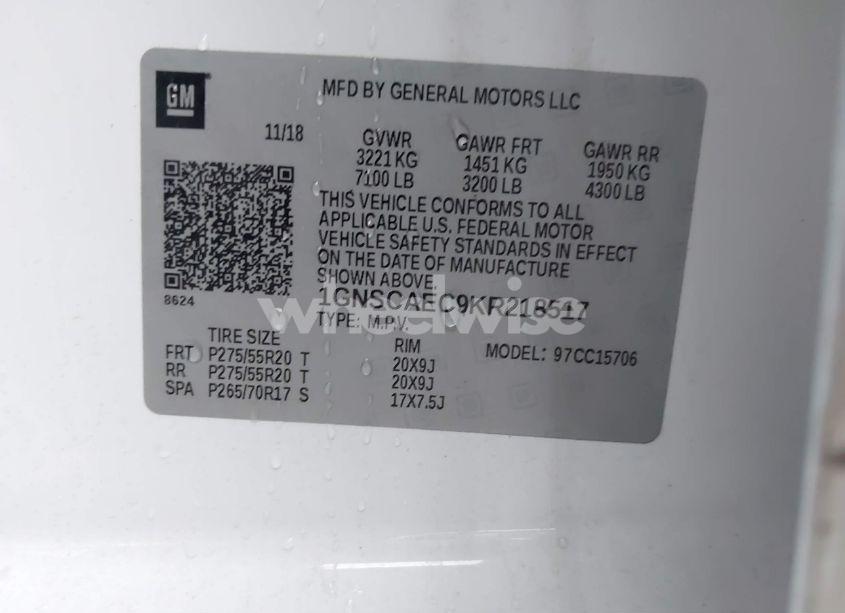 GM
MFD BY GENERAL MOTORS LLC
11/18
GVWR
3221 KG
7100 LB
GAWR FRT
1451 KG
3200 LB
GAWR RR
1950 KG
4300 LB
THIS VEHICLE CONFORMS TO ALL
APPLICABLE U.S. FEDERAL MOTOR
VEHICLE SAFETY STANDARDS IN EFFECT
ON THE DATE OF MANUFACTURE
SHOWN ABOVE.
8624
1GNSCAEC9KR218517
wheelwise
TYPE: M.P.V.
MODEL: 97CC15706
TIRE SIZE
RIM
FRT P275/55R20 T 20X9J
RR P275/55R20 T 20X9J
SPA P265/70R17 S 17X7.5J